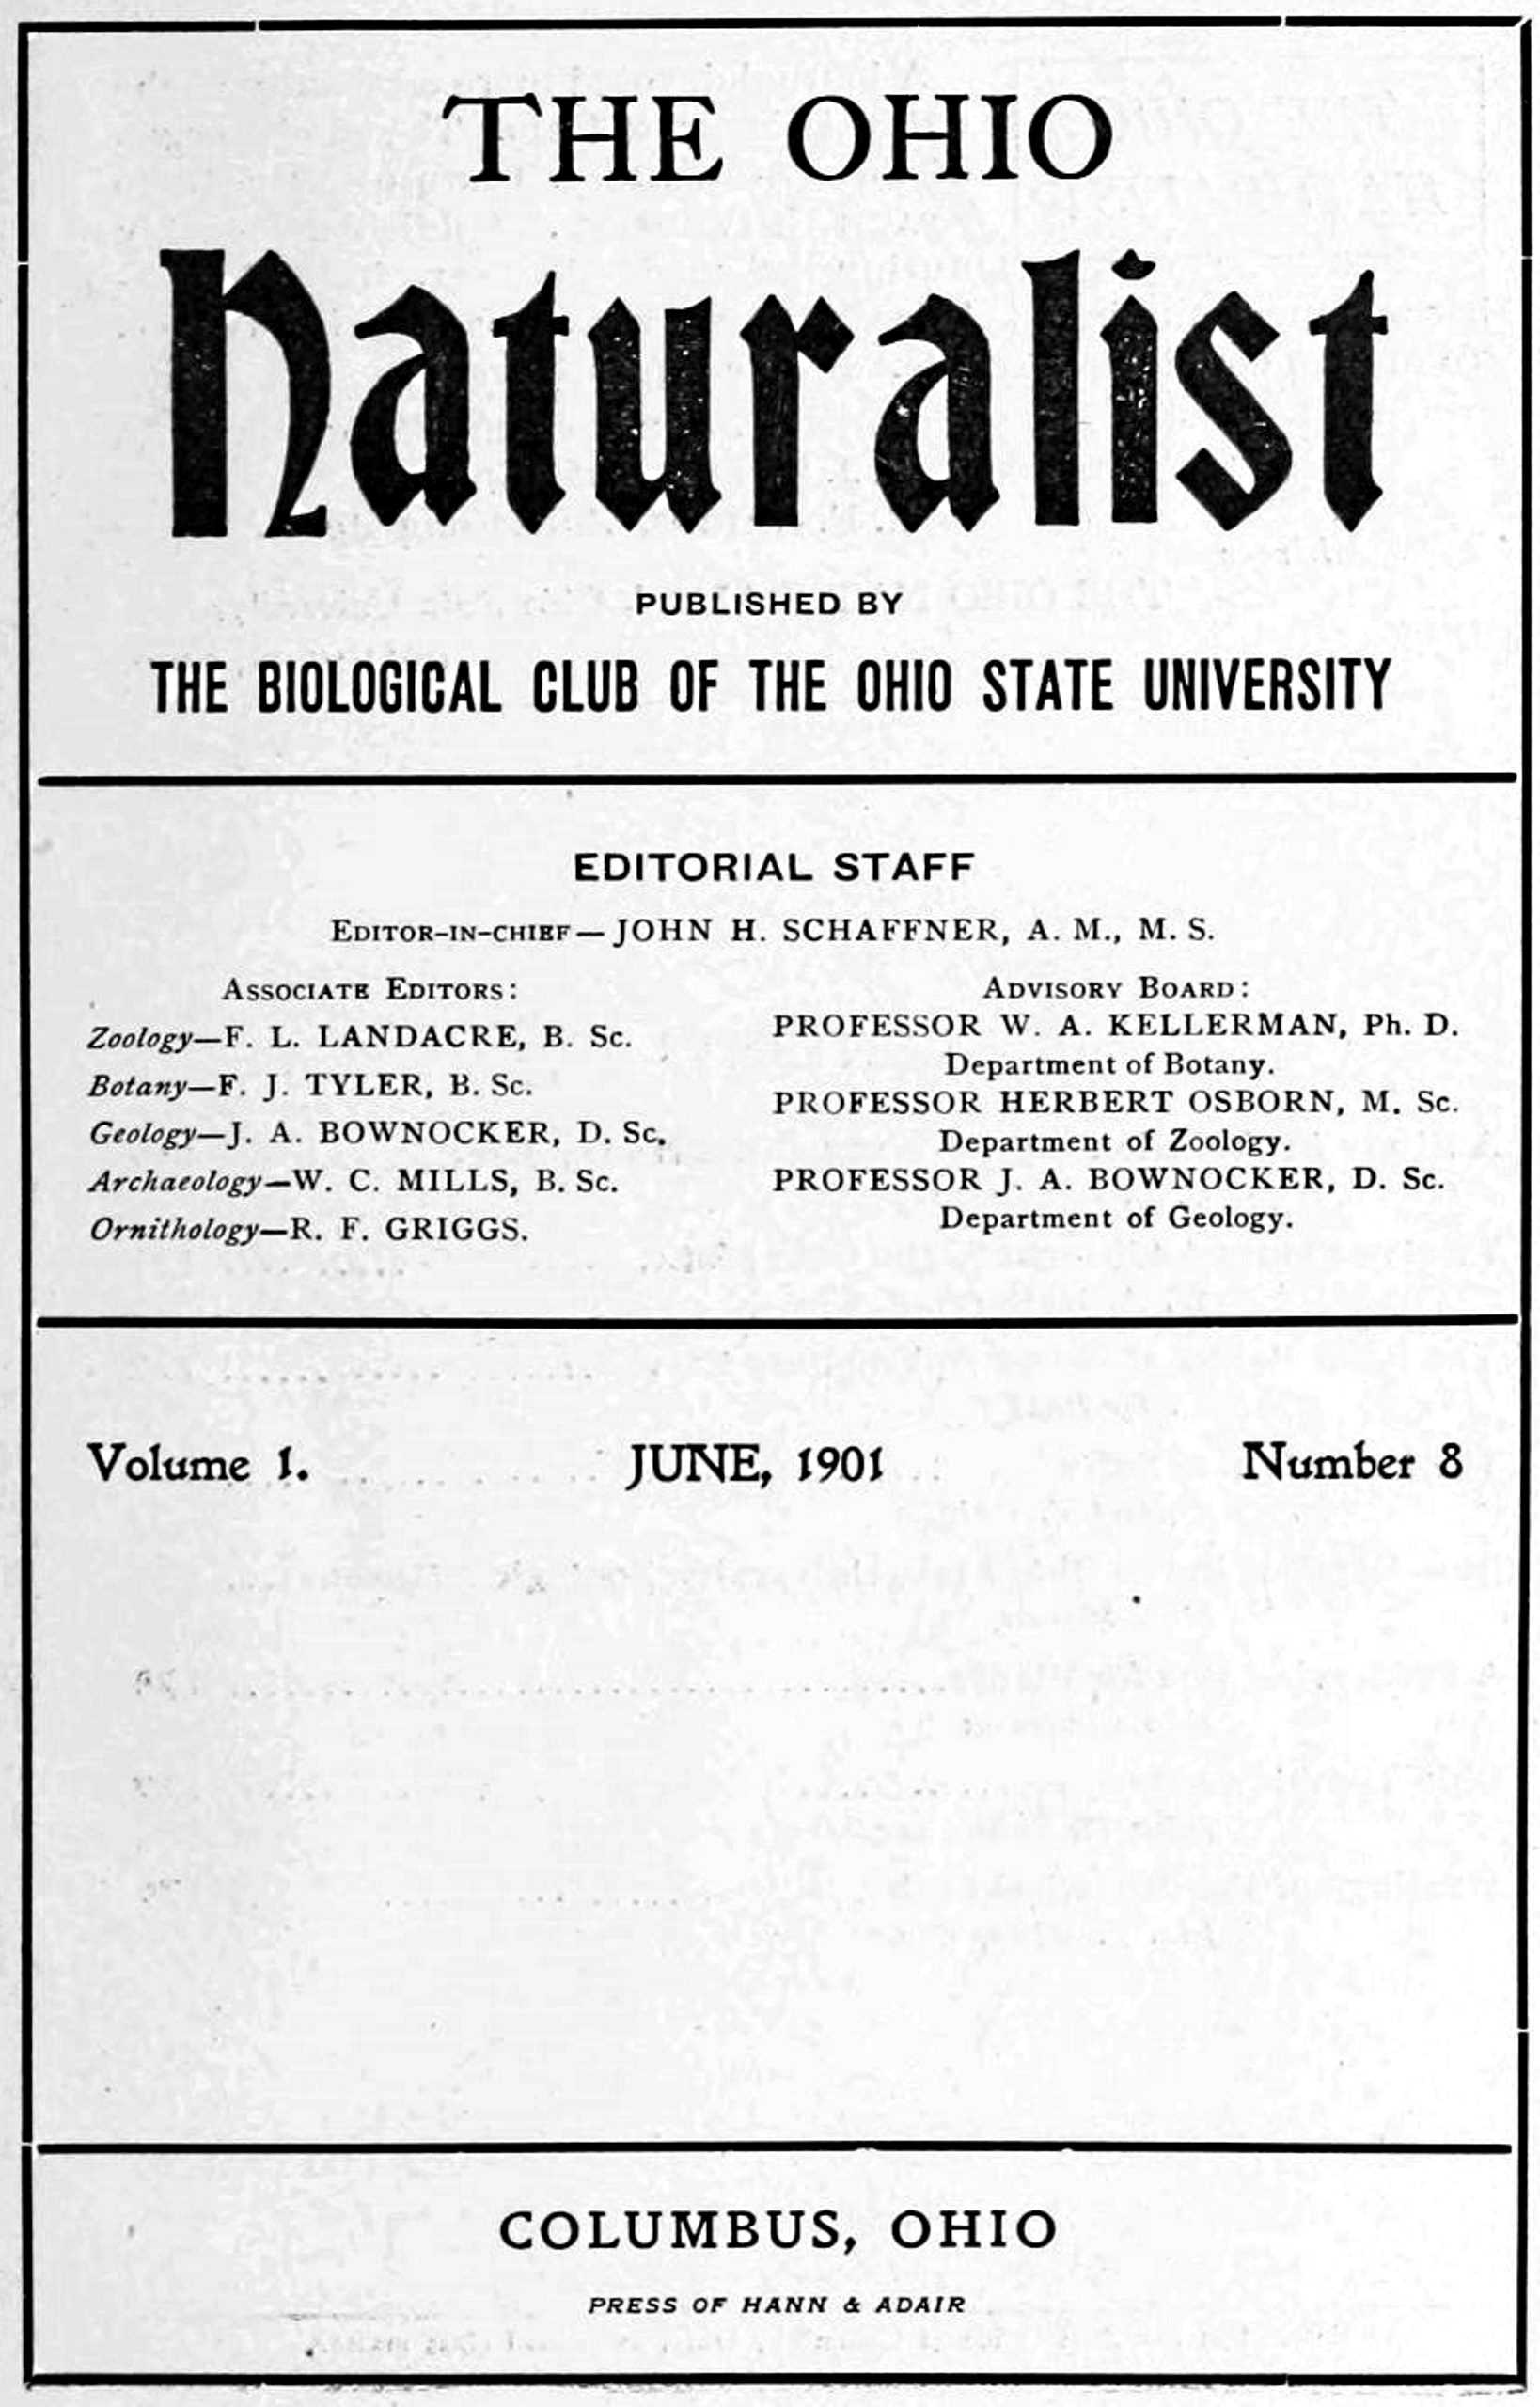 THE OHIO
Naturalist
PUBLISHED BY
THE BIOLOGICAL CLUB OF THE OHIO STATE UNIVERSITY
EDITORIAL STAFF
EDITOR-IN-CHIEF—JOHN H. SCHAFFNER, A. M., M. S.
ASSOCIATE EDITORS:
Zoology—F. L. LANDACRE, B. Sc.
Botany—F. J. TYLER, B. Sc.
Geology—J. A. BOWNOCKER, D. Sc.
Archaeology—W. C. MILLS, B. Sc.
Ornithology—R. F. GRIGGS.
ADVISORY BOARD:
PROFESSOR W. A. KELLERMAN, Ph. D.
Department of Botany.
PROFESSOR HERBERT OSBORN, M. Sc.
Department of Zoology.
PROFESSOR J. A. BOWNOCKER, D. Sc.
Department of Geology.
Volume 1. JUNE, 1901 Number 8
COLUMBUS, OHIO
PRESS OF HANN & ADAIR